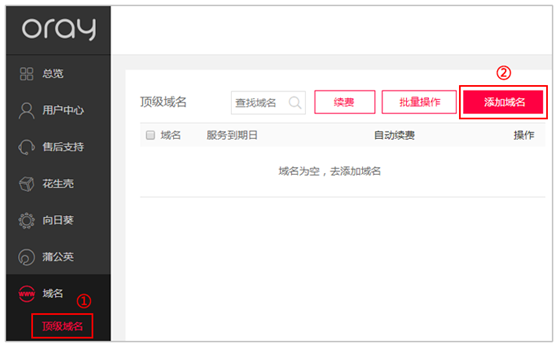 oray
总览
用户中心
售后支持
花生壳
向日葵
蒲公英
www 域名
① 顶级域名
②
顶级域名 查找域名 续费 批量操作 添加域名
域名 服务到期日 自动续费 操作
域名为空，去添加域名